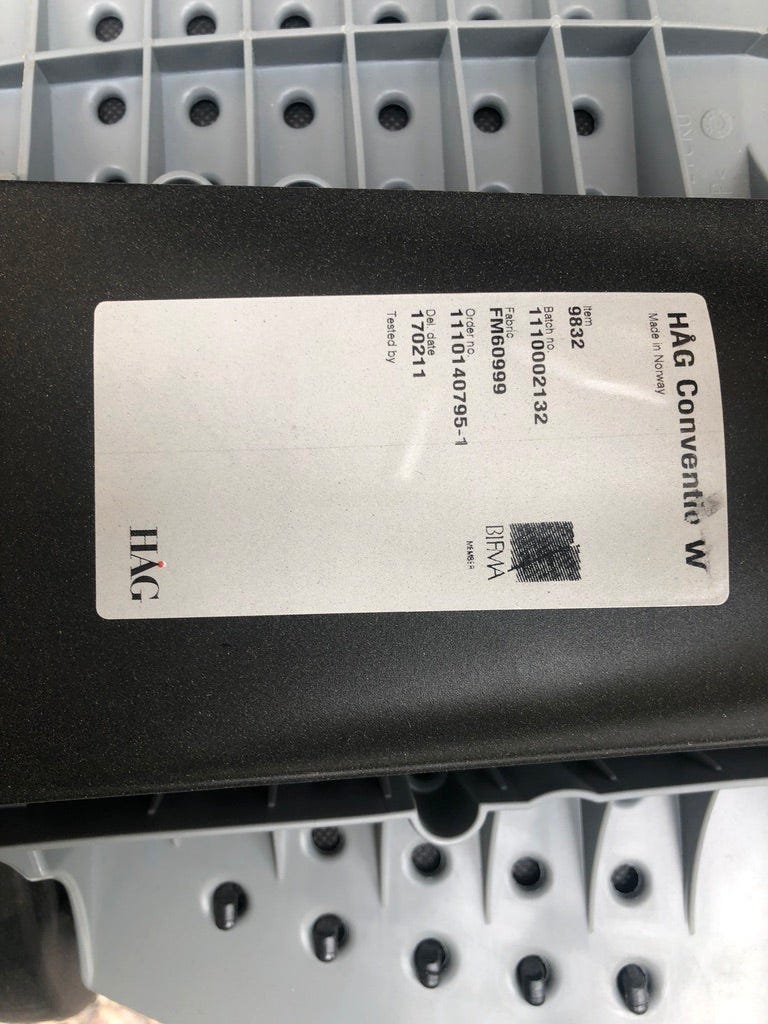 HÅG Conventio W
Made in Norway
Item
9832
Batch no.
1110002132
Fabric
FM60999
Order no.
1110140795-1
Del. date
170211
Tested by
BIFMA
MEMBER
HÅG